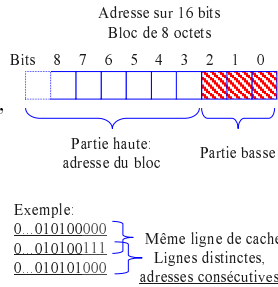 Adresse sur 16 bits
Bloc de 8 octets
Bits 8 7 6 5 4 3 2 1 0
,
Partie haute:
adresse du bloc
Partie basse
Exemple:
0...010100000
0...010100111
0...010101000
Même ligne de cache
Lignes distinctes,
adresses consécutives